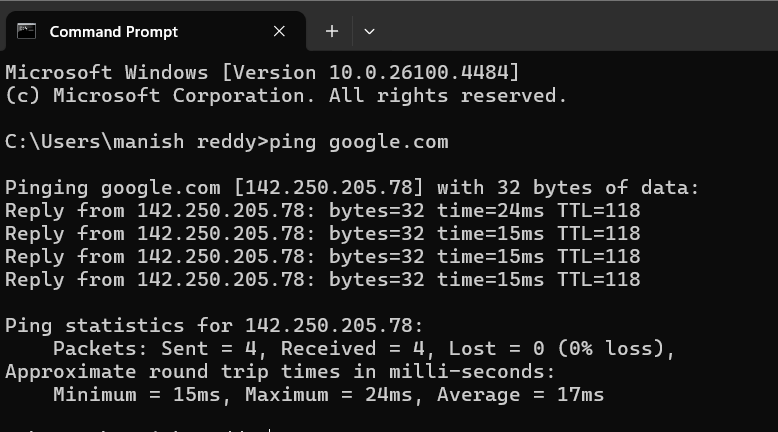 Command Prompt
Microsoft Windows [Version 10.0.26100.4484]
(c) Microsoft Corporation. All rights reserved.
C:\Users\manish reddy>ping google.com
Pinging google.com [142.250.205.78] with 32 bytes of data:
Reply from 142.250.205.78: bytes=32 time=24ms TTL=118
Reply from 142.250.205.78: bytes=32 time=15ms TTL=118
Reply from 142.250.205.78: bytes=32 time=15ms TTL=118
Reply from 142.250.205.78: bytes=32 time=15ms TTL=118
Ping statistics for 142.250.205.78:
Packets: Sent = 4, Received = 4, Lost = 0 (0% loss),
Approximate round trip times in milli-seconds:
Minimum = 15ms, Maximum = 24ms, Average = 17ms